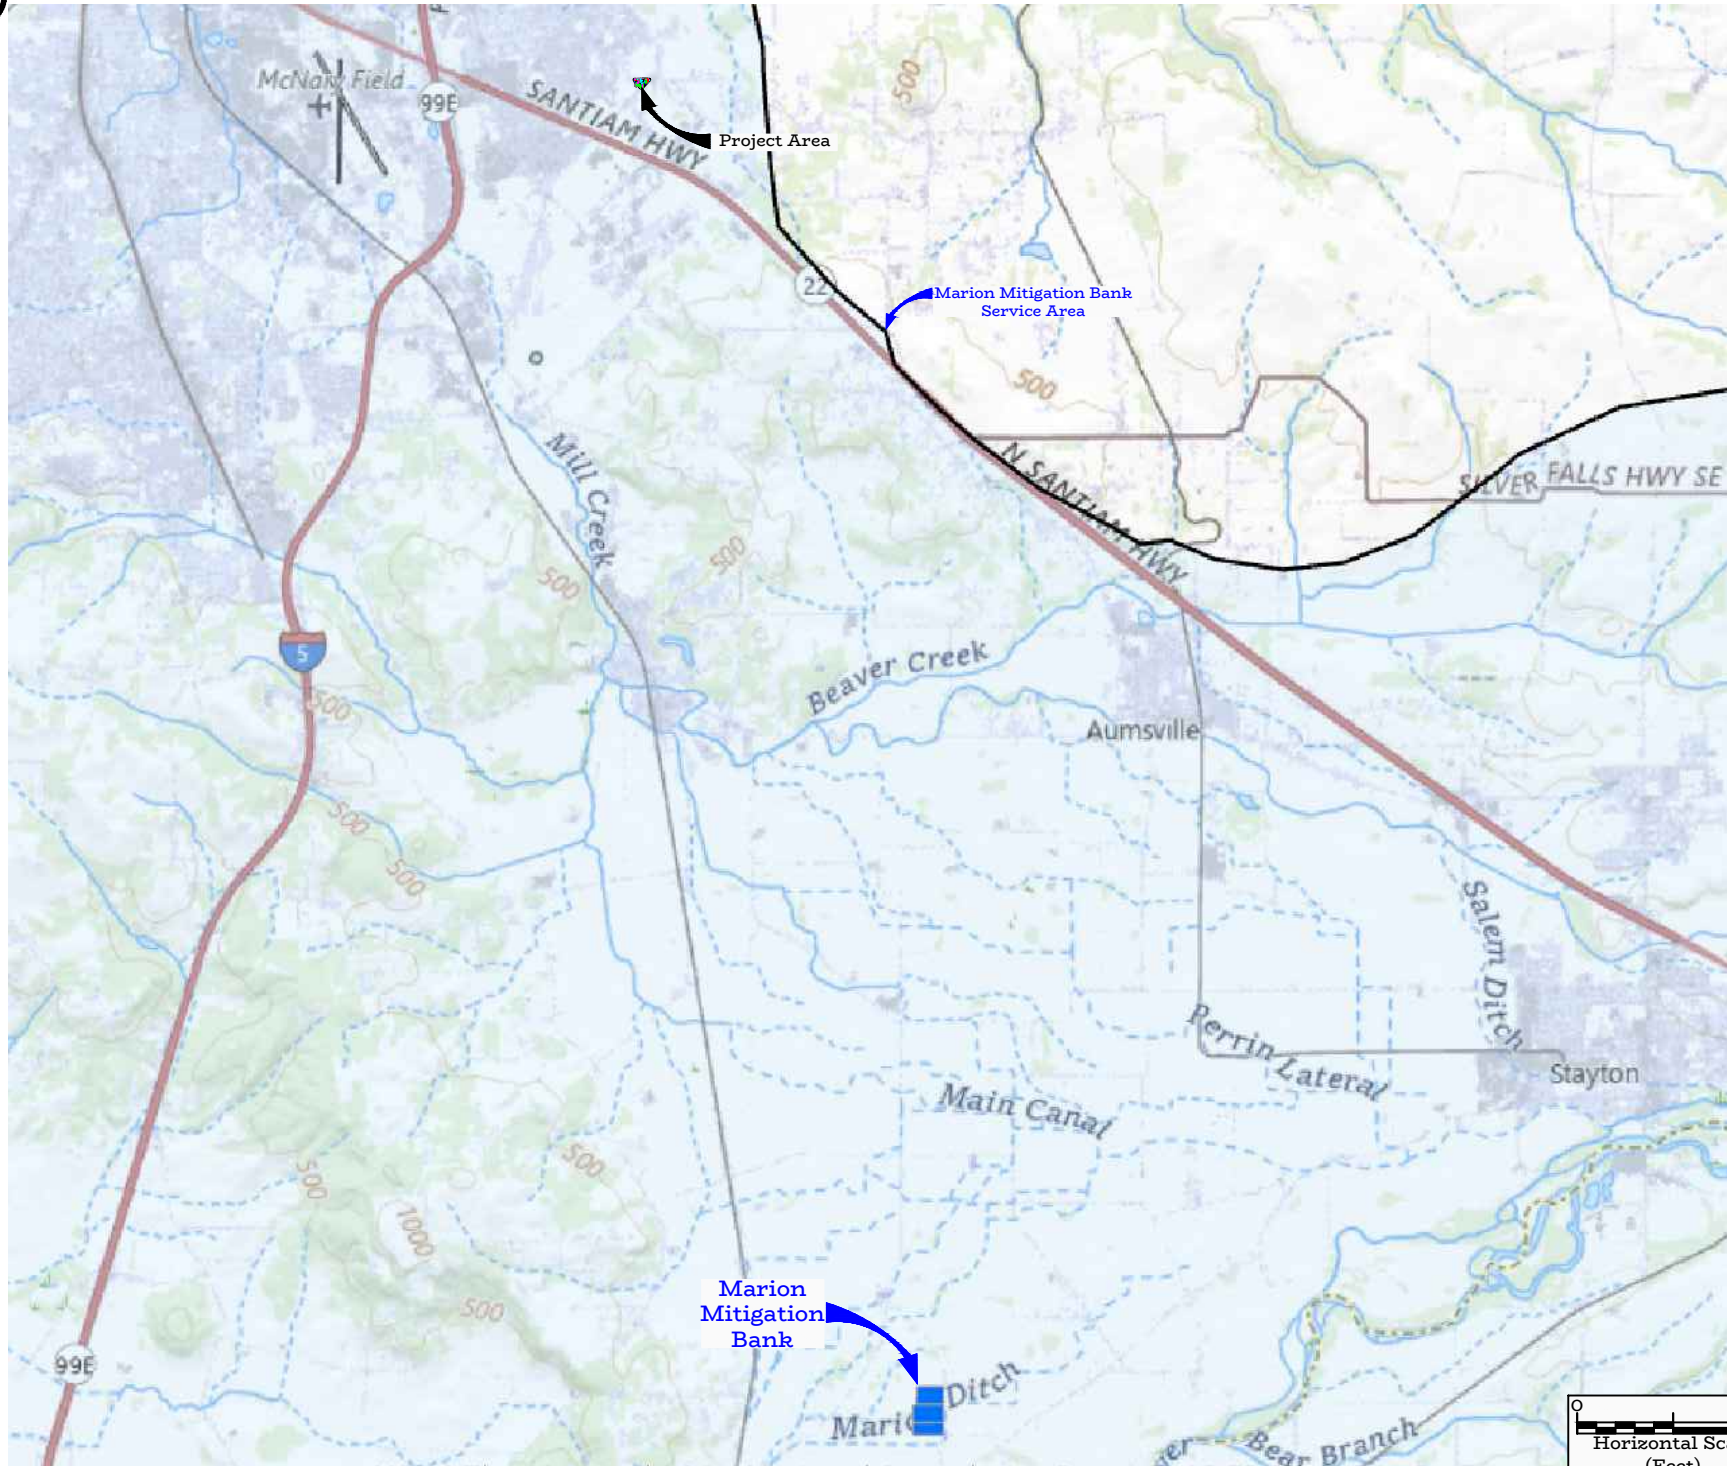 McNary Field
99E
SANTIAM HWY
Project Area
500
22
Marion Mitigation Bank
Service Area
500
Mill Creek
N SANTIAM HWY
SILVER FALLS HWY SE
500
500
5
Beaver Creek
500
Aumsville
500
500
Salem Ditch
Perrin Lateral
Stayton
Main Canal
500
500
1000
500
Marion
Mitigation
Bank
99E
Ditch
Bear Branch
0
Horizontal Sc
(Feet)